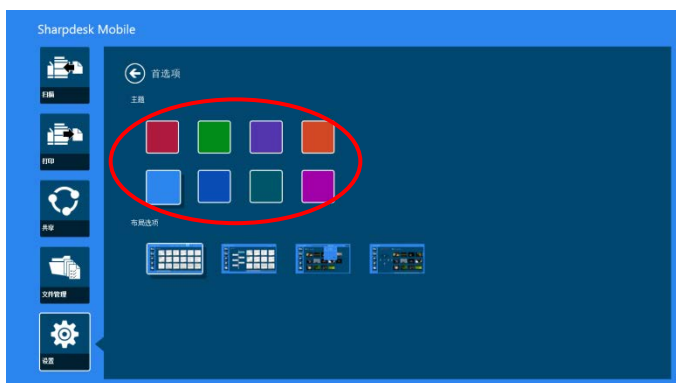 Sharpdesk Mobile
扫描
首选项
主题
打印
共享
布局选项
文件管理
设置